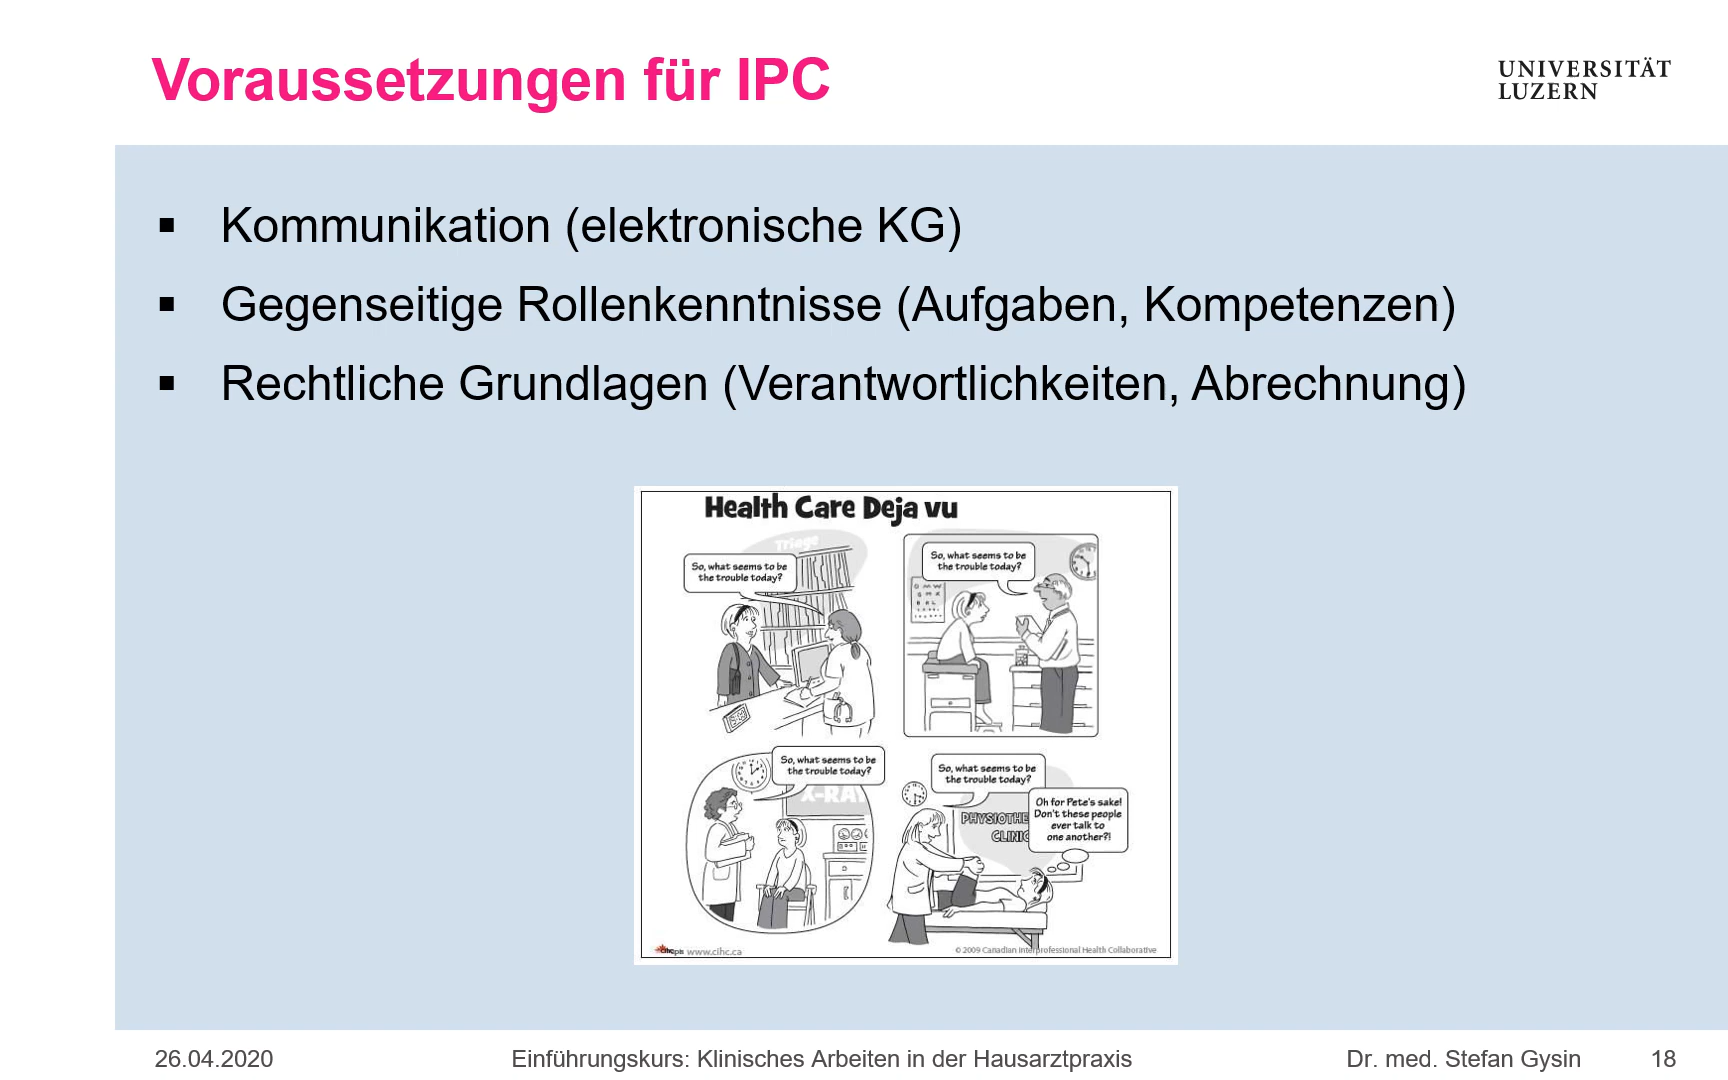 Voraussetzungen für IPC
UNIVERSITÄT
LUZERN
▪ Kommunikation (elektronische KG)
▪ Gegenseitige Rollenkenntnisse (Aufgaben, Kompetenzen)
▪ Rechtliche Grundlagen (Verantwortlichkeiten, Abrechnung)
Health Care Deja vu
Triage
So, what seems to be
the trouble today?
So, what seems to be
the trouble today?
So, what seems to be
the trouble today?
X-RAY
So, what seems to be
the trouble today?
Oh for Pete's sake!
Don't these people
ever talk to
one another?!
PHYSIOTHE
CLINIC
www.cihc.ca
© 2009 Canadian Interprofessional Health Collaborative
26.04.2020
Einführungskurs: Klinisches Arbeiten in der Hausarztpraxis
Dr. med. Stefan Gysin
18